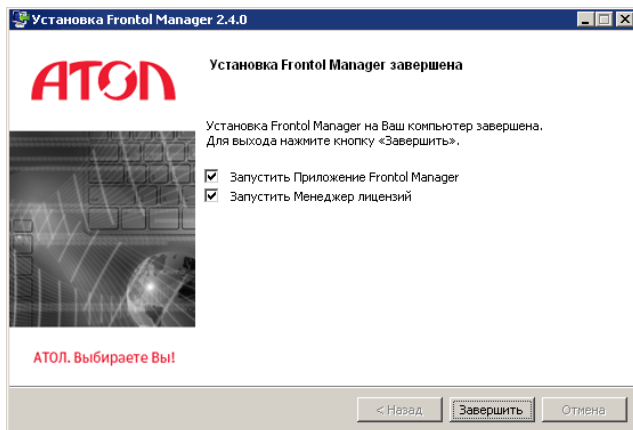 Установка Frontol Manager 2.4.0
АТОЛ
Установка Frontol Manager завершена
Установка Frontol Manager на Ваш компьютер завершена.
Для выхода нажмите кнопку «Завершить».
Запустить Приложение Frontol Manager
Запустить Менеджер лицензий
АТОЛ. Выбираете Вы!
< Назад
Завершить
Отмена